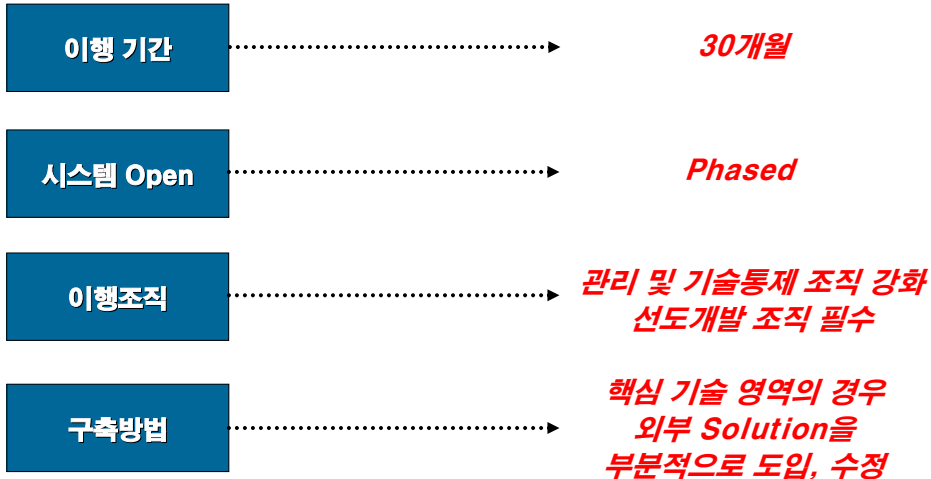 이행 기간
30개월
시스템 Open
Phased
이행조직
관리 및 기술통제 조직 강화
선도개발 조직 필수
구축방법
핵심 기술 영역의 경우
외부 Solution을
부분적으로 도입, 수정